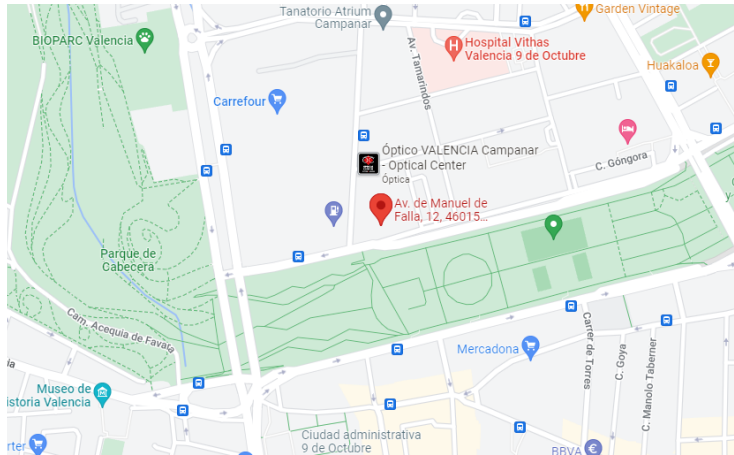 Tanatorio Atrium
Campanar
Garden Vintage
BIOPARC Valencia
Av. Tamarindos
Hospital Vithas
Valencia 9 de Octubre
Huakaloa
Carrefour
Óptico VALENCIA Campanar
- Optical Center
Óptica
C. Góngora
Av. de Manuel de
Falla, 12, 46015...
Parque de
Cabecera
Cam. Acequia de Favata
Mercadona
Carrer de Torres
C. Goya
C. Manolo Taberner
Museo de
istoria Valencia
Ciudad administrativa
9 de Octubre
rter
BBVA